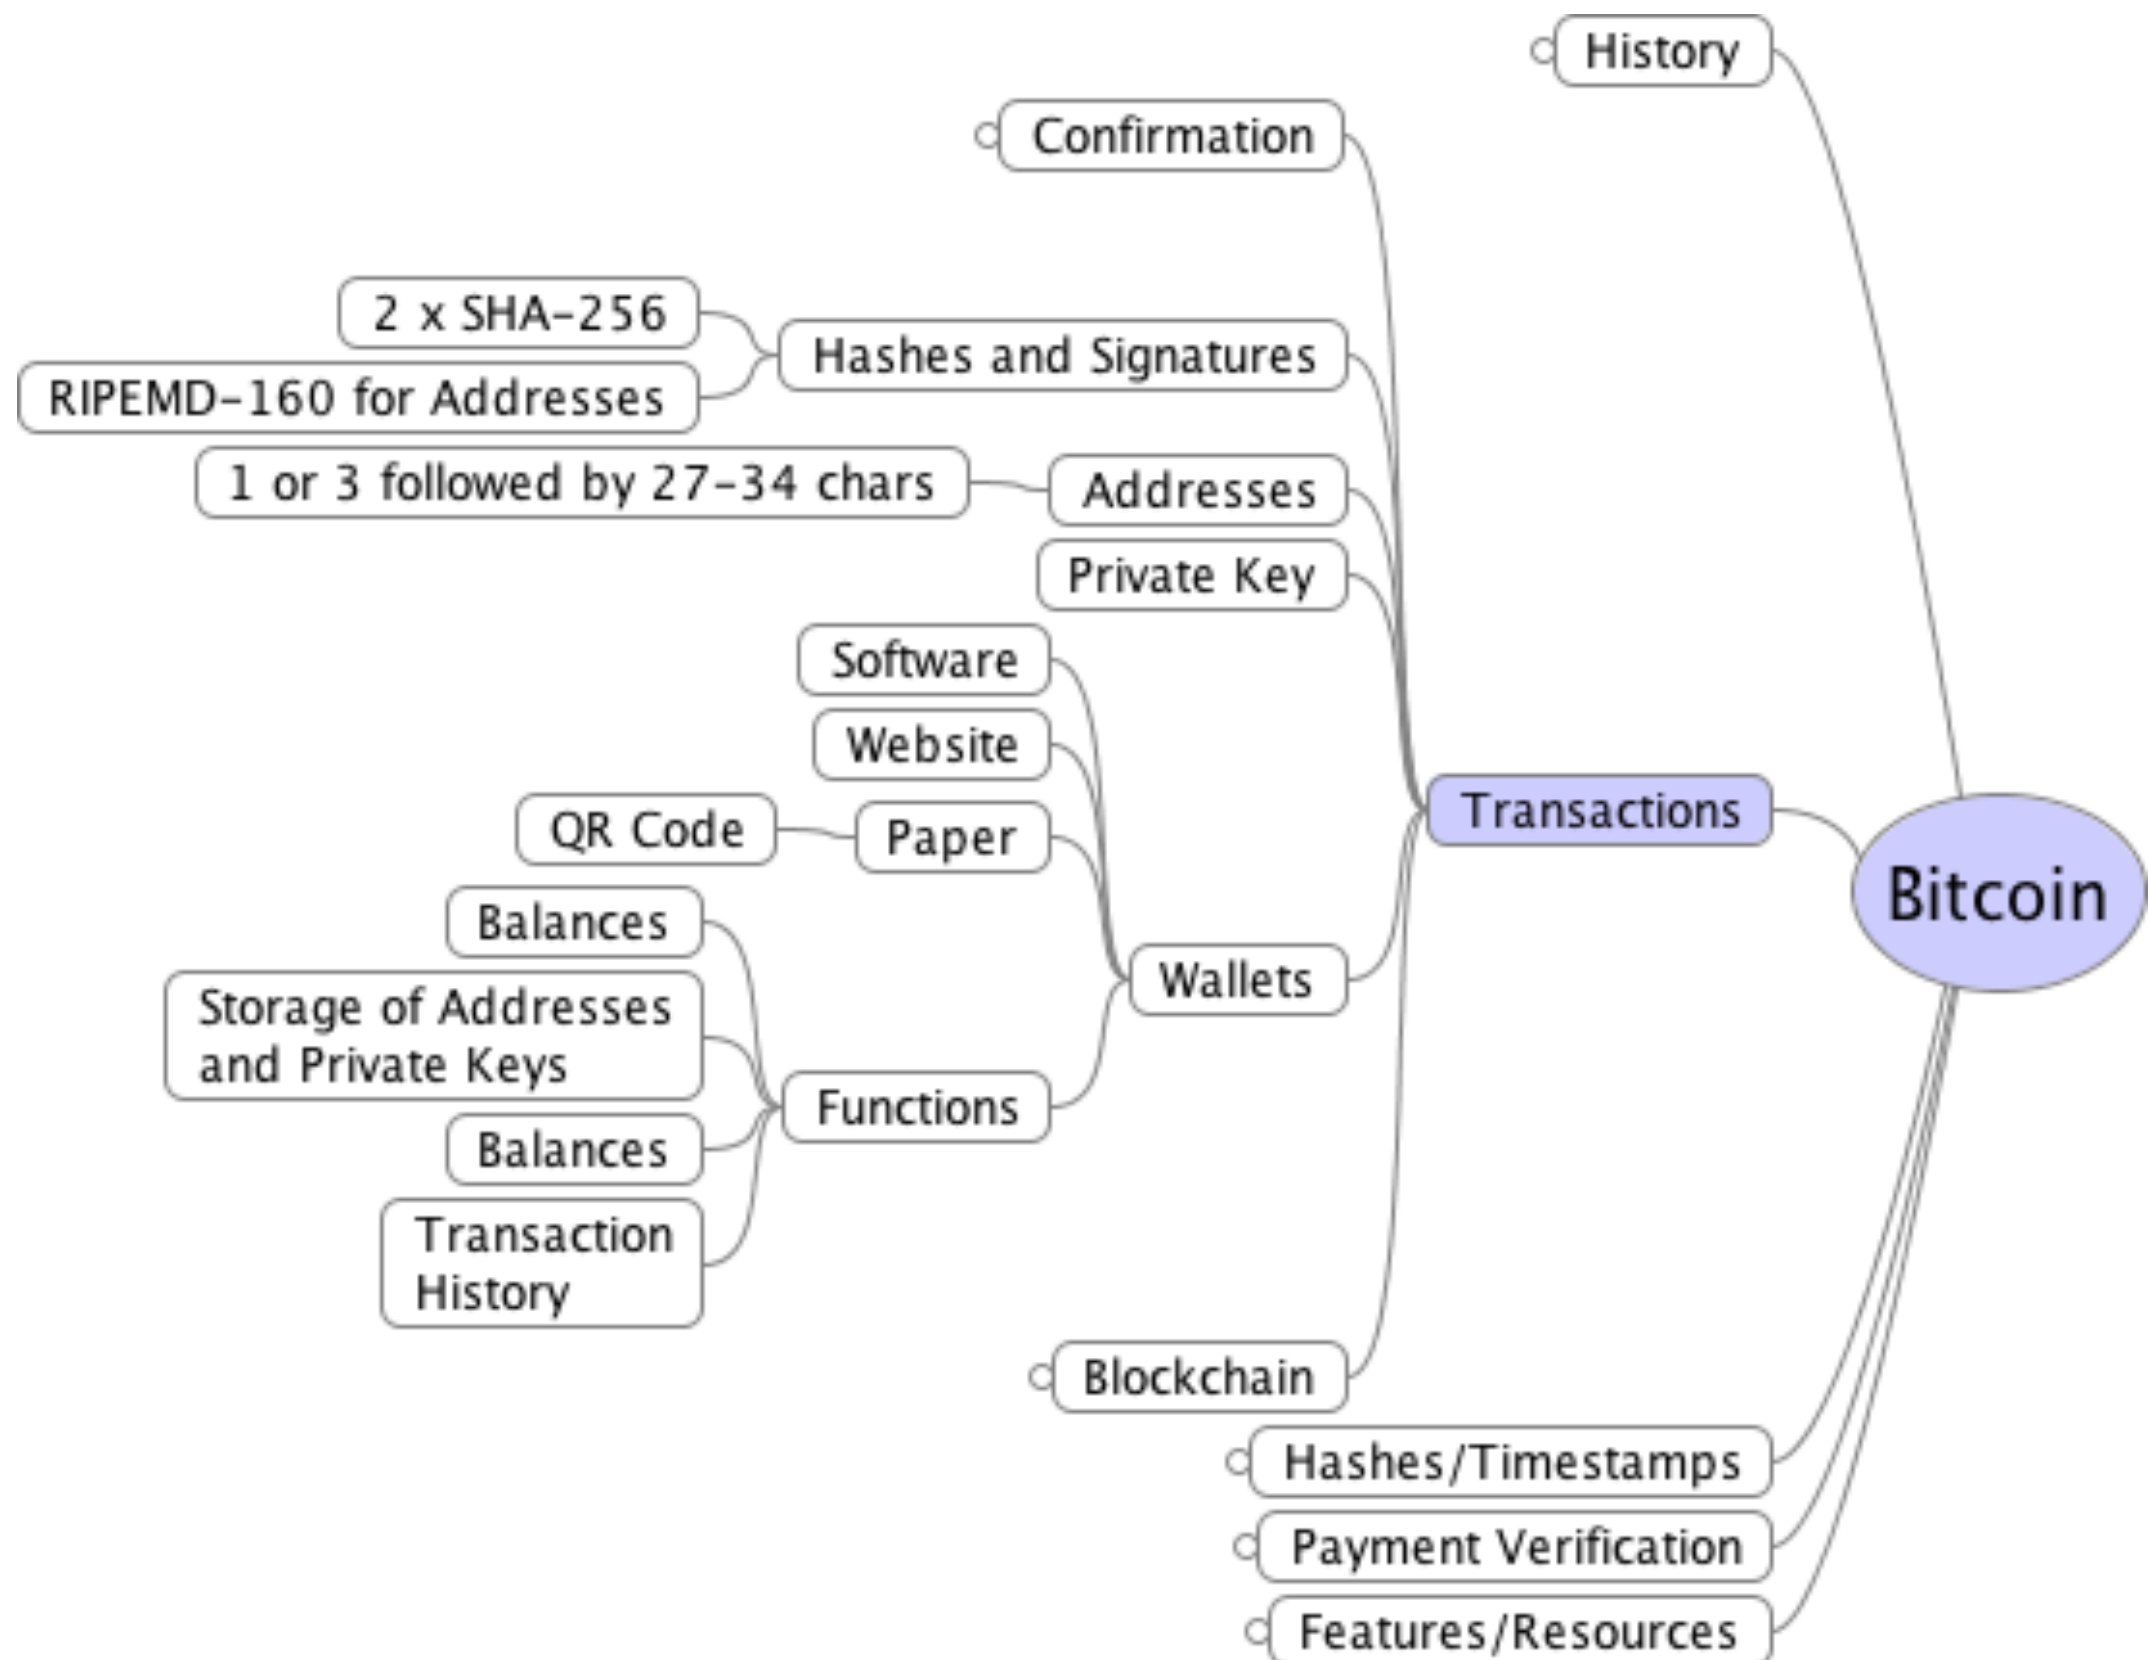 History
Confirmation
2 x SHA-256
Hashes and Signatures
RIPEMD-160 for Addresses
1 or 3 followed by 27-34 chars
Addresses
Private Key
Software
Website
Transactions
QR Code
Paper
Bitcoin
Balances
Wallets
Storage of Addresses
and Private Keys
Functions
Balances
Transaction
History
Blockchain
Hashes/Timestamps
Payment Verification
Features/Resources